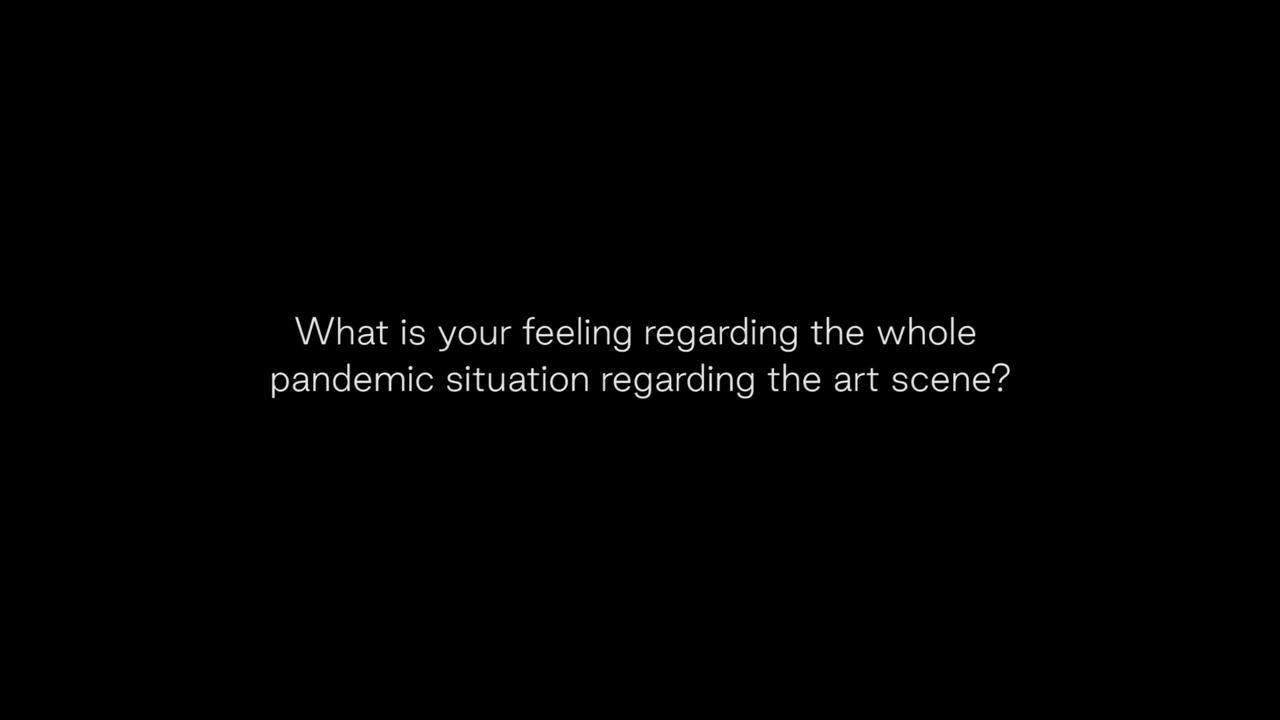 What is your feeling regarding the whole
pandemic situation regarding the art scene?